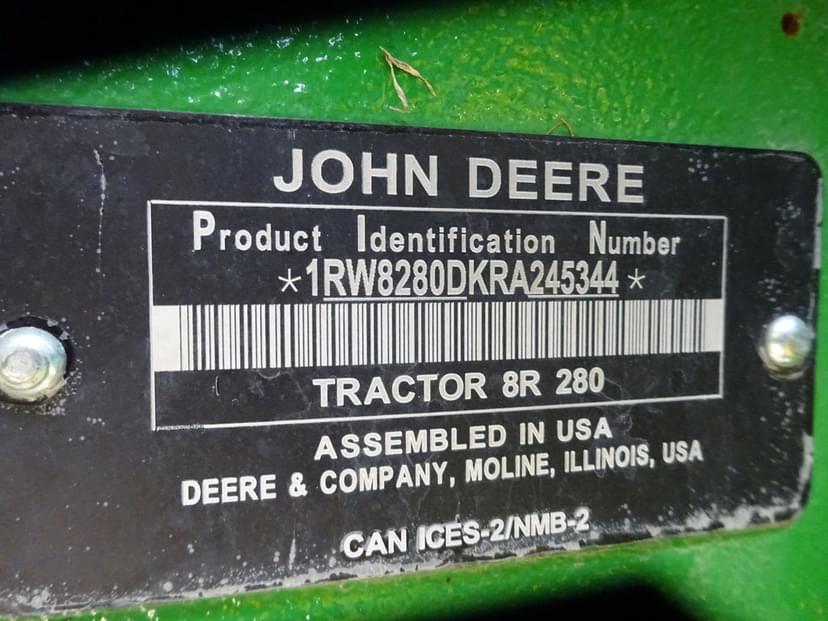 JOHN DEERE
Product Identification Number
*1RW8280DKRA245344*
TRACTOR 8R 280
ASSEMBLED IN USA
DEERE & COMPANY, MOLINE, ILLINOIS, USA
CAN ICES-2/NMB-2